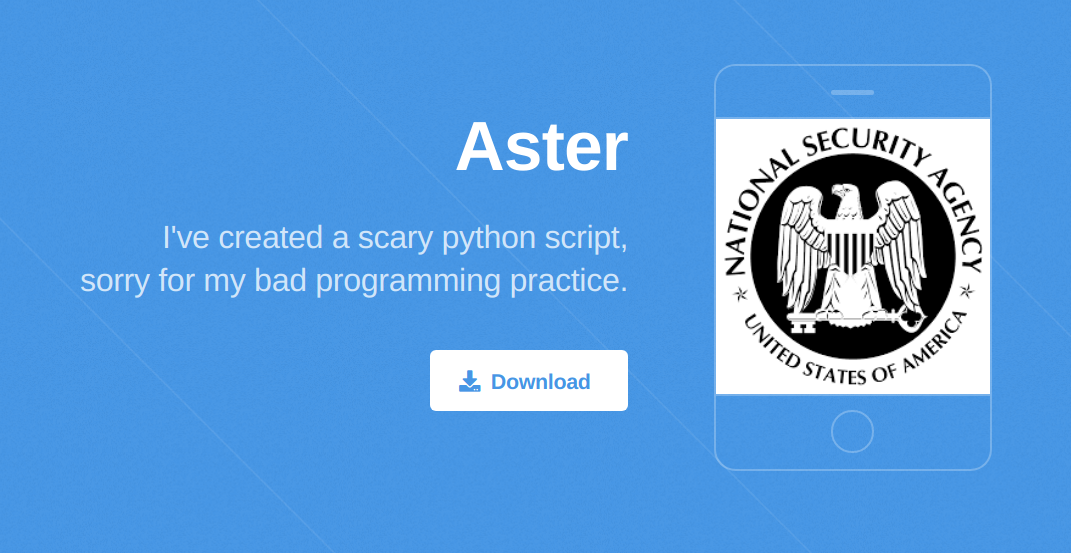 Aster
I've created a scary python script,
sorry for my bad programming practice.
Download
NATIONAL SECURITY AGENCY
UNITED STATES OF AMERICA